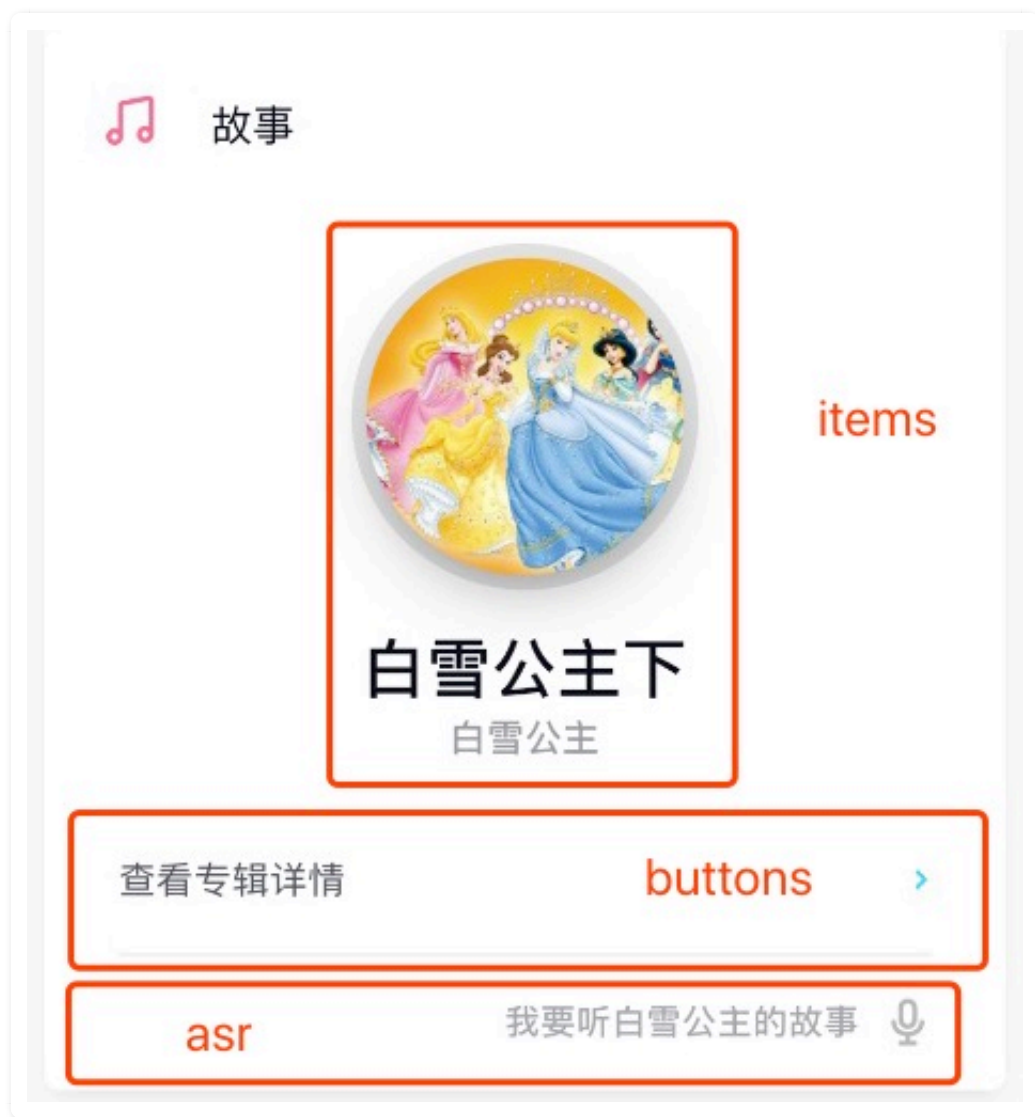 故事
items
白雪公主下
白雪公主
查看专辑详情 buttons
asr 我要听白雪公主的故事